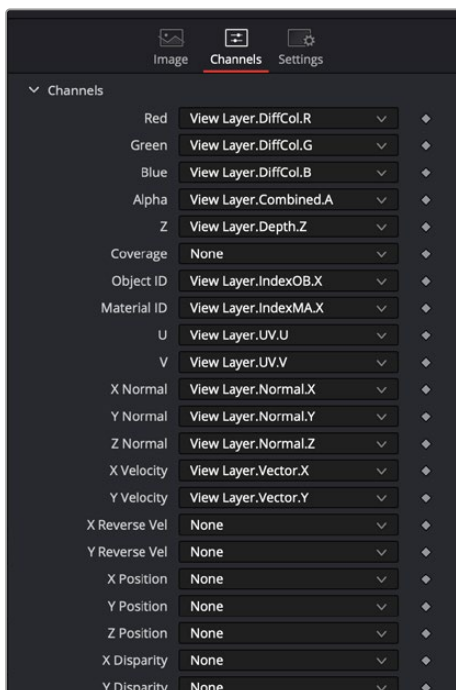 Image Channels Settings
Channels
Red View Layer.DiffCol.R
Green View Layer.DiffCol.G
Blue View Layer.DiffCol.B
Alpha View Layer.Combined.A
Z View Layer.Depth.Z
Coverage None
Object ID View Layer.IndexOB.X
Material ID View Layer.IndexMA.X
U View Layer.UV.U
V View Layer.UV.V
X Normal View Layer.Normal.X
Y Normal View Layer.Normal.Y
Z Normal View Layer.Normal.Z
X Velocity View Layer.Vector.X
Y Velocity View Layer.Vector.Y
X Reverse Vel None
Y Reverse Vel None
X Position None
Y Position None
Z Position None
X Disparity None
Y Disparity None